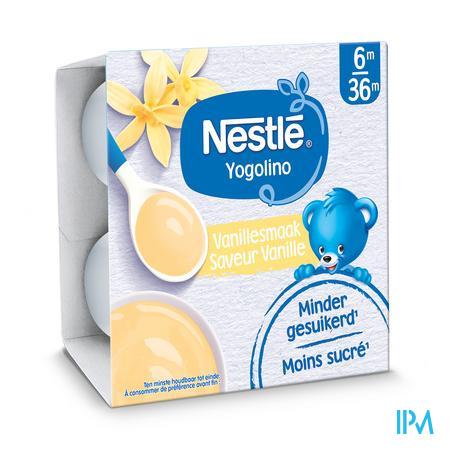 6m
36m
Nestlé®
Yogolino
Vanillesmaak
Saveur Vanille
Minder
gesuikerd¹
Moins sucré¹
Ten minste houdbaar tot einde:
À consommer de préférence avant fin :
IPM